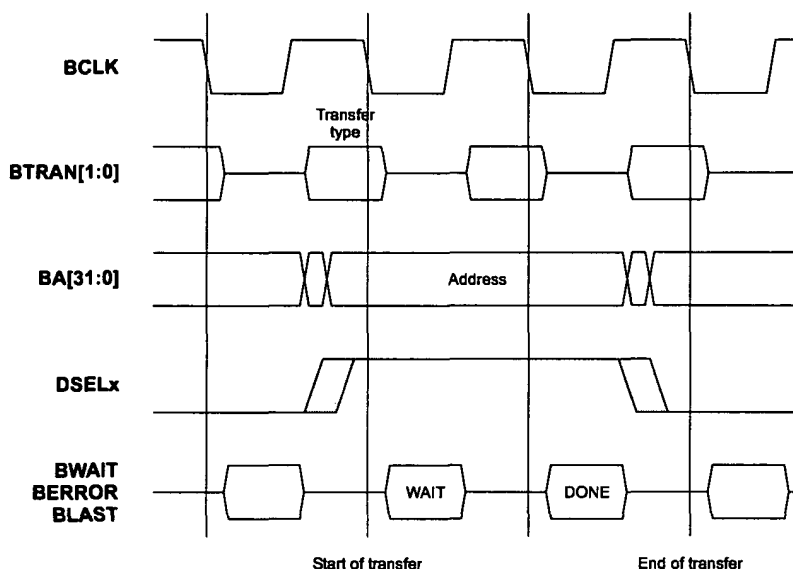 BCLK
Transfer
type
BTRAN[1:0]
BA[31:0]
Address
DSELx
BWAIT
BERROR
BLAST
WAIT
DONE
Start of transfer
End of transfer